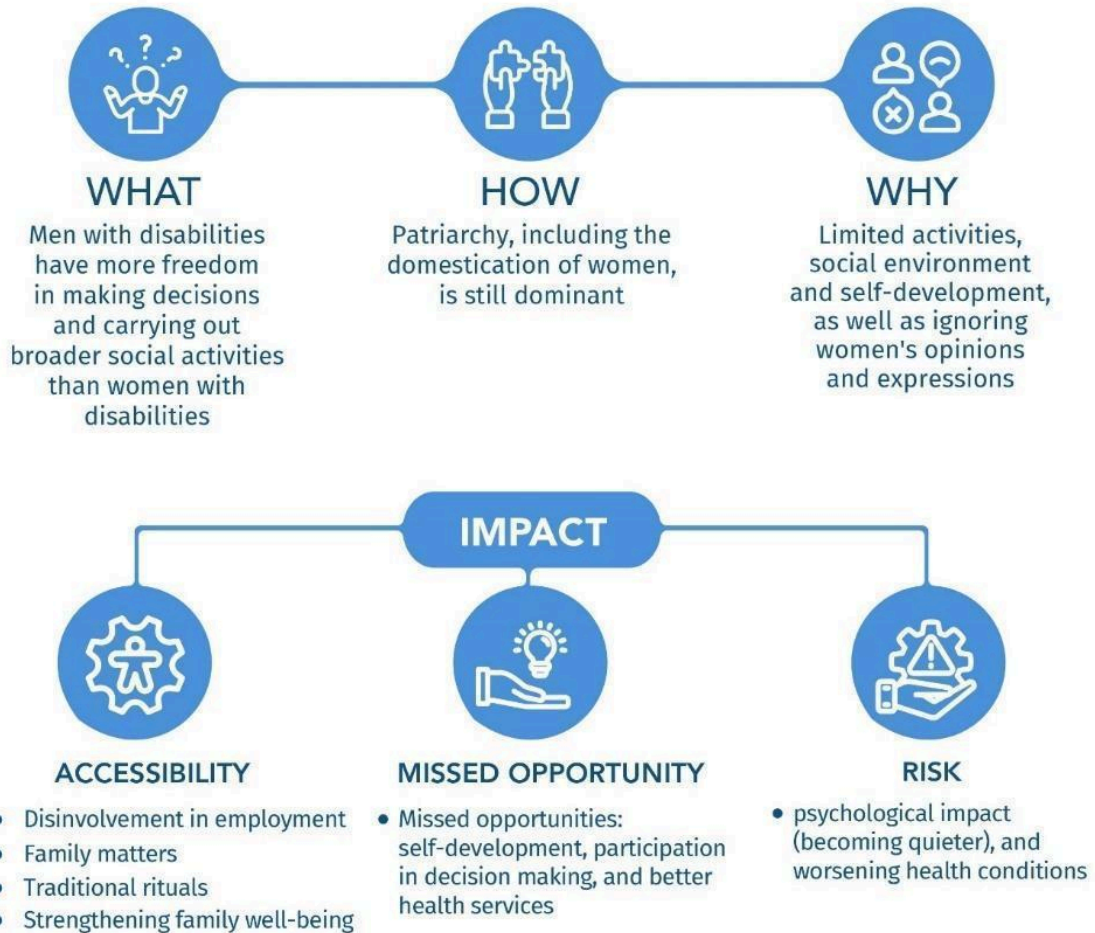 WHAT
Men with disabilities
have more freedom
in making decisions
and carrying out
broader social activities
than women with
disabilities
HOW
Patriarchy, including the
domestication of women,
is still dominant
WHY
Limited activities,
social environment
and self-development,
as well as ignoring
women's opinions
and expressions
IMPACT
ACCESSIBILITY
• Disinvolvement in employment
• Family matters
• Traditional rituals
• Strengthening family well-being
MISSED OPPORTUNITY
• Missed opportunities:
self-development, participation
in decision making, and better
health services
RISK
• psychological impact
(becoming quieter), and
worsening health conditions